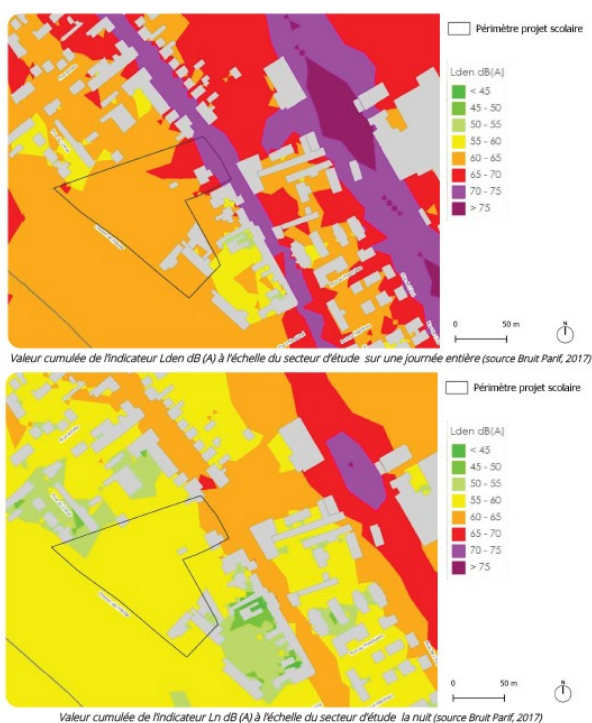 Périmètre projet scolaire
Lden dB(A)
< 45
45 - 50
50 - 55
55 - 60
60 - 65
65 - 70
70 - 75
> 75
0 50 m
N
Valeur cumulée de l'indicateur Lden dB (A) à l'échelle du secteur d'étude sur une journée entière (source Bruit Parif, 2017)
Périmètre projet scolaire
Lden dB(A)
< 45
45 - 50
50 - 55
55 - 60
60 - 65
65 - 70
70 - 75
> 75
0 50 m
N
Valeur cumulée de l'indicateur Ln dB (A) à l'échelle du secteur d'étude la nuit (source Bruit Parif, 2017)